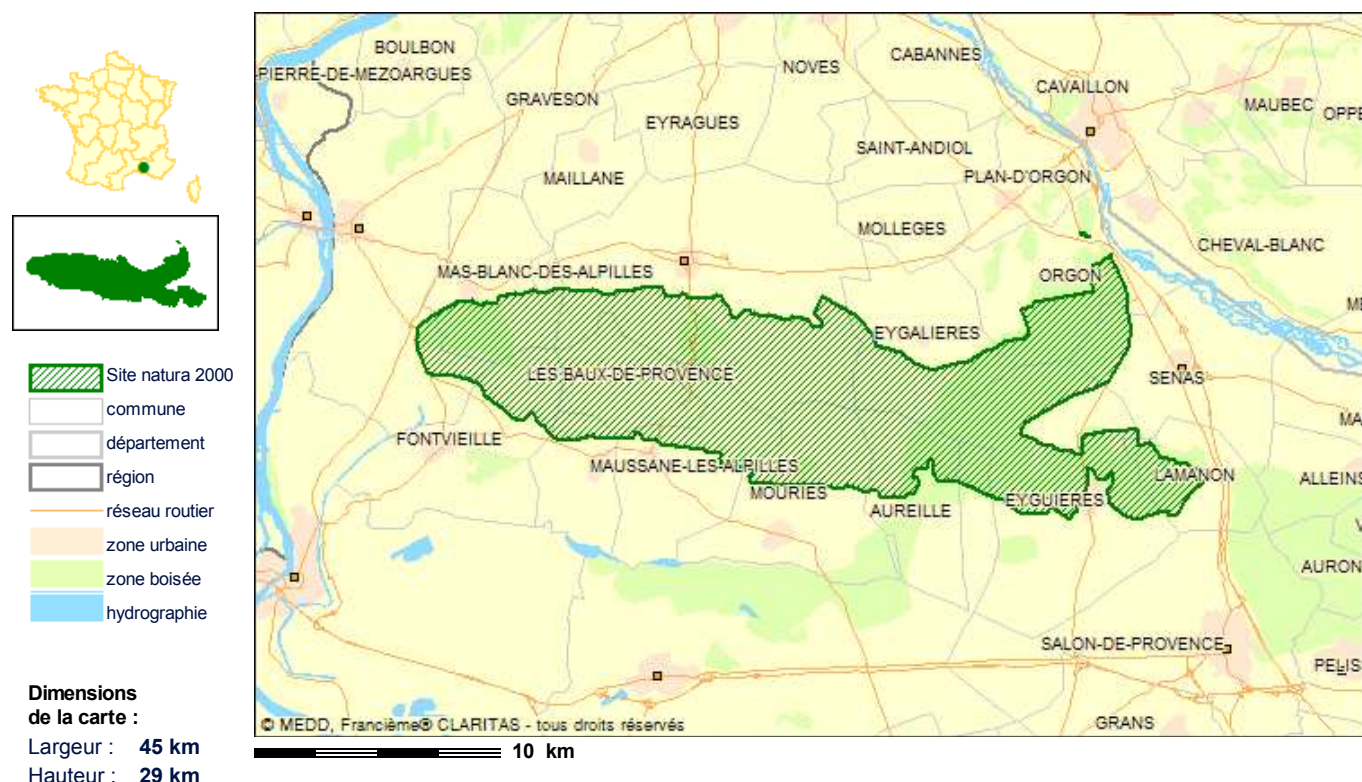 BOULBON
-PIERRE-DE-MEZOARGUES
GRAVESON
NOVES
CABANNES
CAVAILLON
MAUBEC
OPPE
EYRAGUES
SAINT-ANDIOL
MAILLANE
PLAN-D'ORGON
MOLLEGES
CHEVAL-BLANC
MAS-BLANC-DES-ALPILLES
ORGON
ME
EYGALIERES
LES BAUX-DE-PROVENCE
SENAS
MA
FONTVIEILLE
MAUSSANE-LES-ALPILLES
LAMANON
ALLEINS
MOURIES
EYGUIERES
AUREILLE
V
AURON
SALON-DE-PROVENCE
PELIS
GRANS
© MEDD, Francième® CLARITAS - tous droits réservés
10 km
Site natura 2000
commune
département
région
réseau routier
zone urbaine
zone boisée
hydrographie
Dimensions
de la carte :
Largeur : 45 km
Hauteur : 29 km